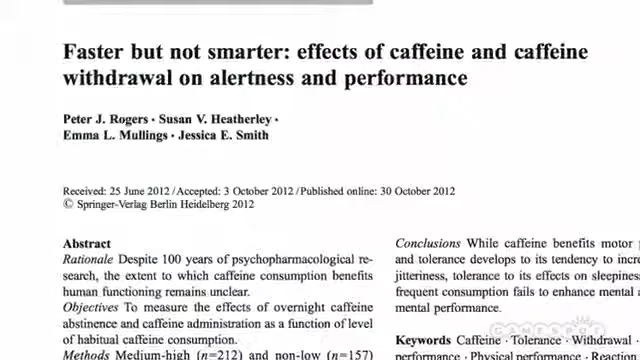 Faster but not smarter: effects of caffeine and caffeine
withdrawal on alertness and performance
Peter J. Rogers · Susan V. Heatherley ·
Emma L. Mullings · Jessica E. Smith
Received: 25 June 2012 / Accepted: 3 October 2012 / Published online: 30 October 2012
© Springer-Verlag Berlin Heidelberg 2012
Abstract
Rationale Despite 100 years of psychopharmacological re-
search, the extent to which caffeine consumption benefits
human functioning remains unclear.
Objectives To measure the effects of overnight caffeine
abstinence and caffeine administration as a function of level
of habitual caffeine consumption.
Methods Medium-high (n=212) and non-low (n=157)
Conclusions While caffeine benefits motor
and tolerance develops to its tendency to
jitteriness, tolerance to its effects on
frequent consumption fails to enhance mental
mental performance.
Keywords Caffeine · Tolerance · Withdrawal ·
performance · Physical performance · Reaction
GAMESPOT